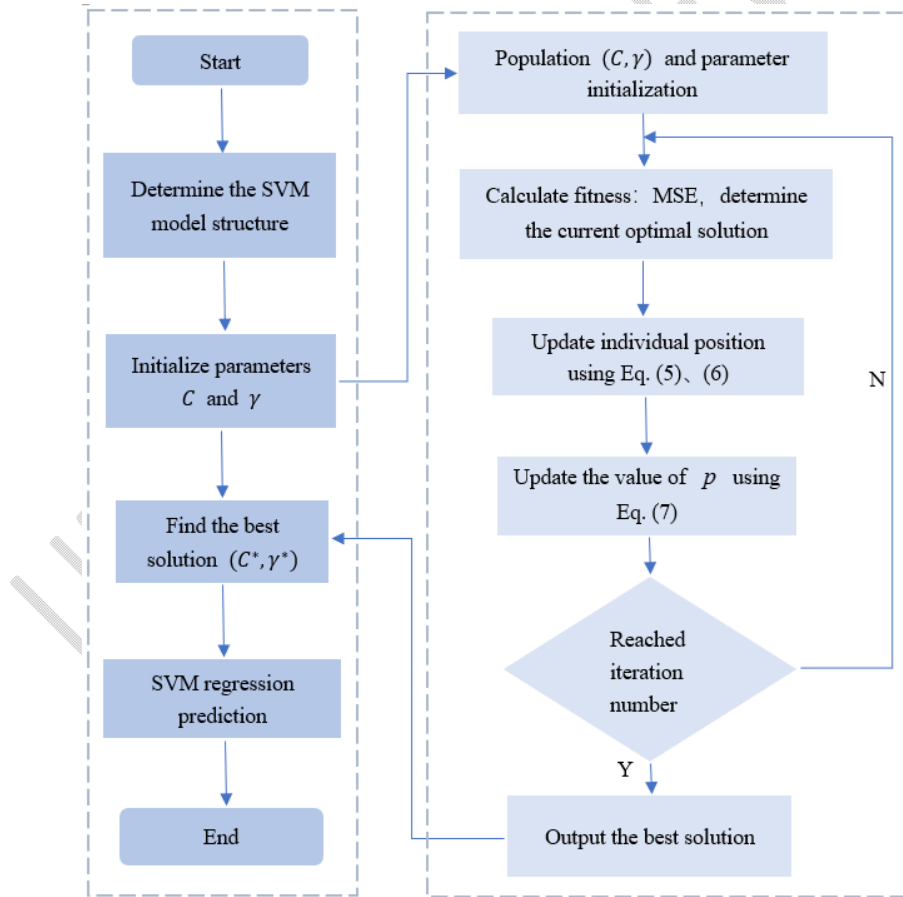 Start
Determine the SVM
model structure
Initialize parameters
C and γ
Find the best
solution (C*, γ*)
SVM regression
prediction
End
Population (C, γ) and parameter
initialization
Calculate fitness：MSE，determine
the current optimal solution
Update individual position
using Eq. (5)、(6)
Update the value of p using
Eq. (7)
Reached
iteration
number
N
Y
Output the best solution